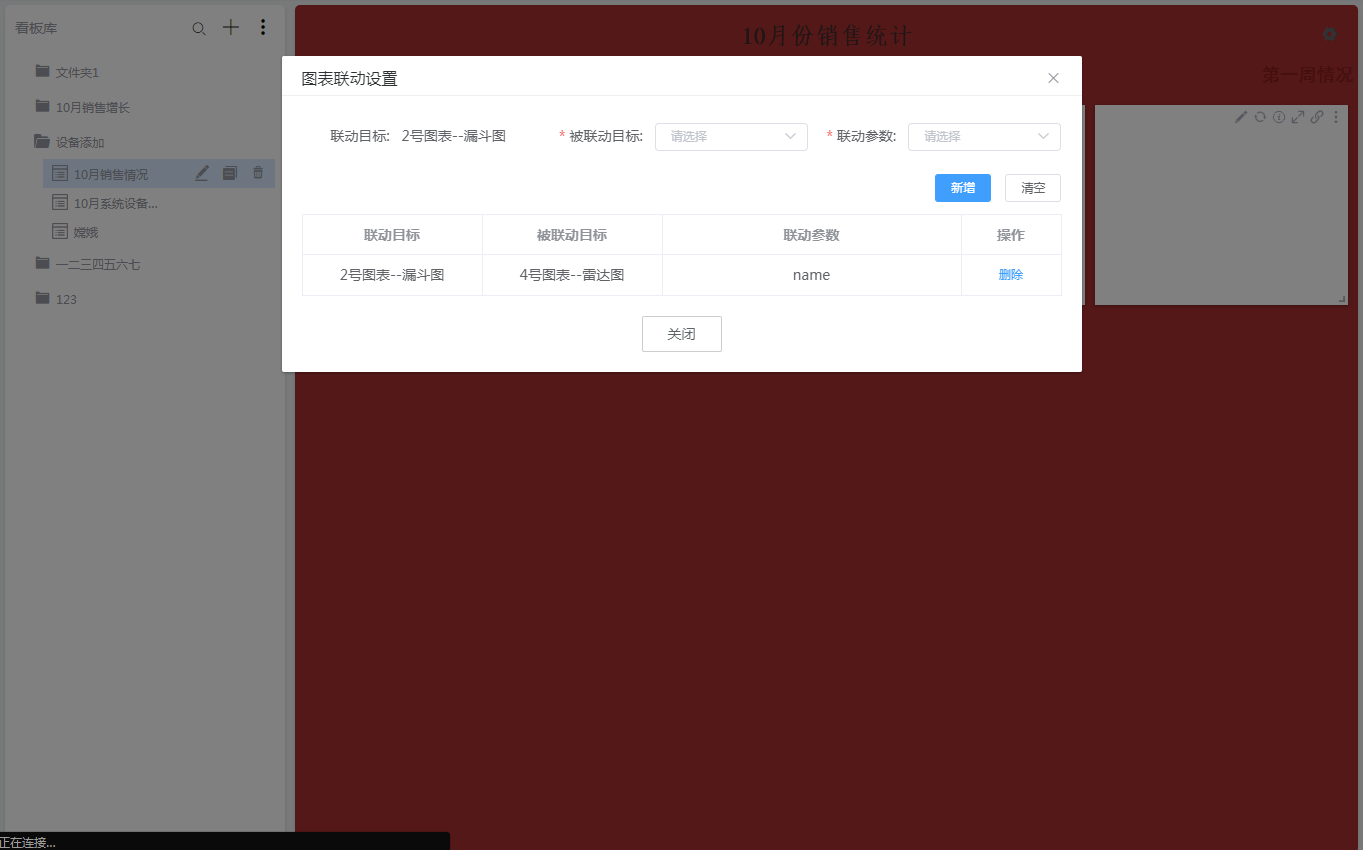 看板库
文件夹1
10月销售增长
设备添加
10月销售情况
10月系统设备...
嫦娥
一二三四五六七
123
10月份销售统计
第一周情况
图表联动设置
联动目标: 2号图表--漏斗图 * 被联动目标: 请选择 * 联动参数: 请选择
新增 清空
联动目标 被联动目标 联动参数 操作
2号图表--漏斗图 4号图表--雷达图 name 删除
关闭
正在连接...